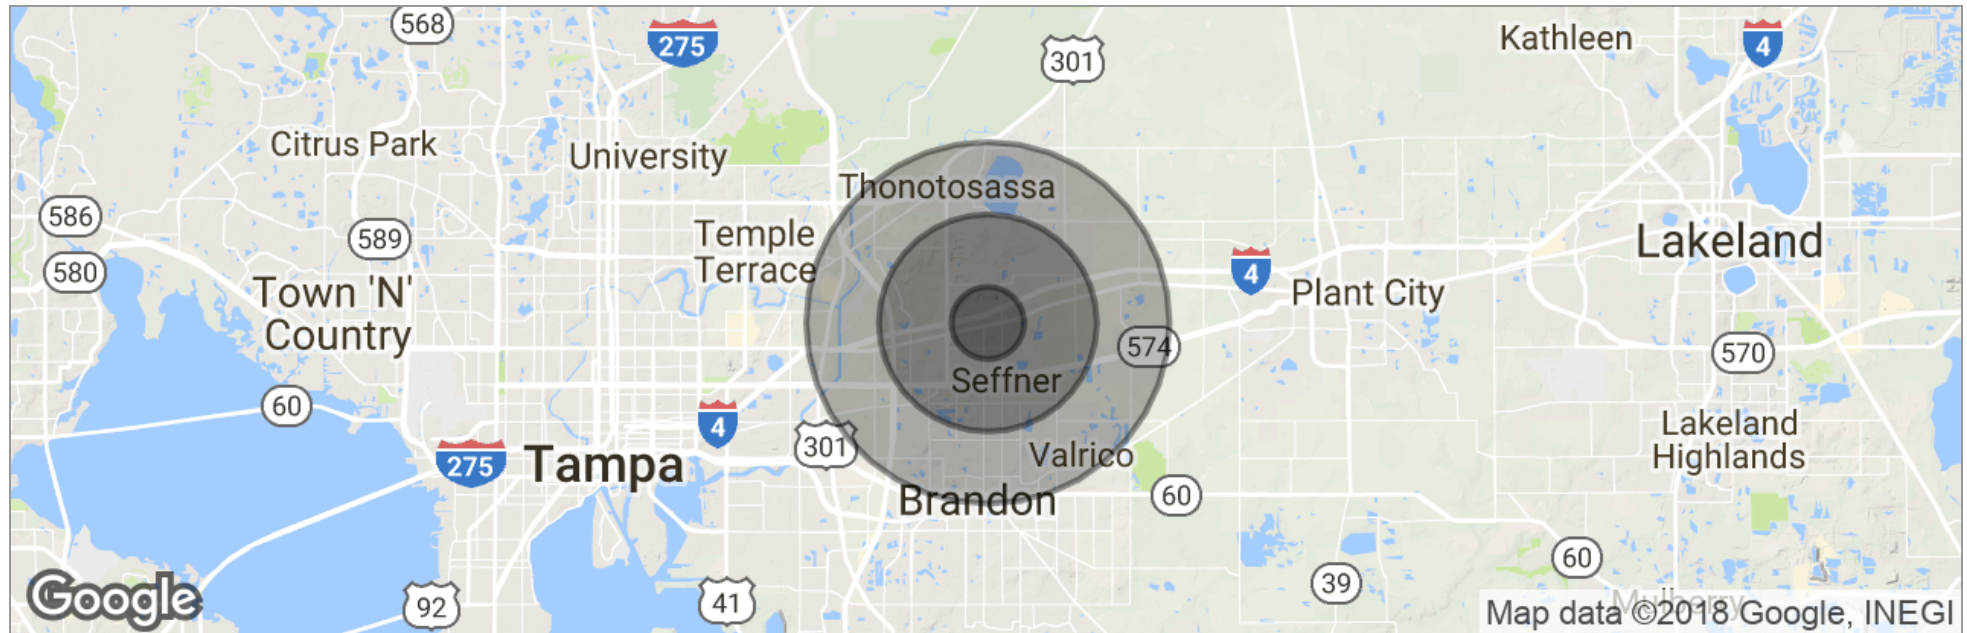 568
275
301
Kathleen
4
Citrus Park
University
Thonotosassa
586
589
Temple
Terrace
Lakeland
580
4
Town 'N'
Country
Plant City
574
570
Seffner
60
4
301
Lakeland
Highlands
275
Tampa
Valrico
Brandon
60
60
39
Google
92
41
Mulberry
Map data ©2018 Google, INEGI